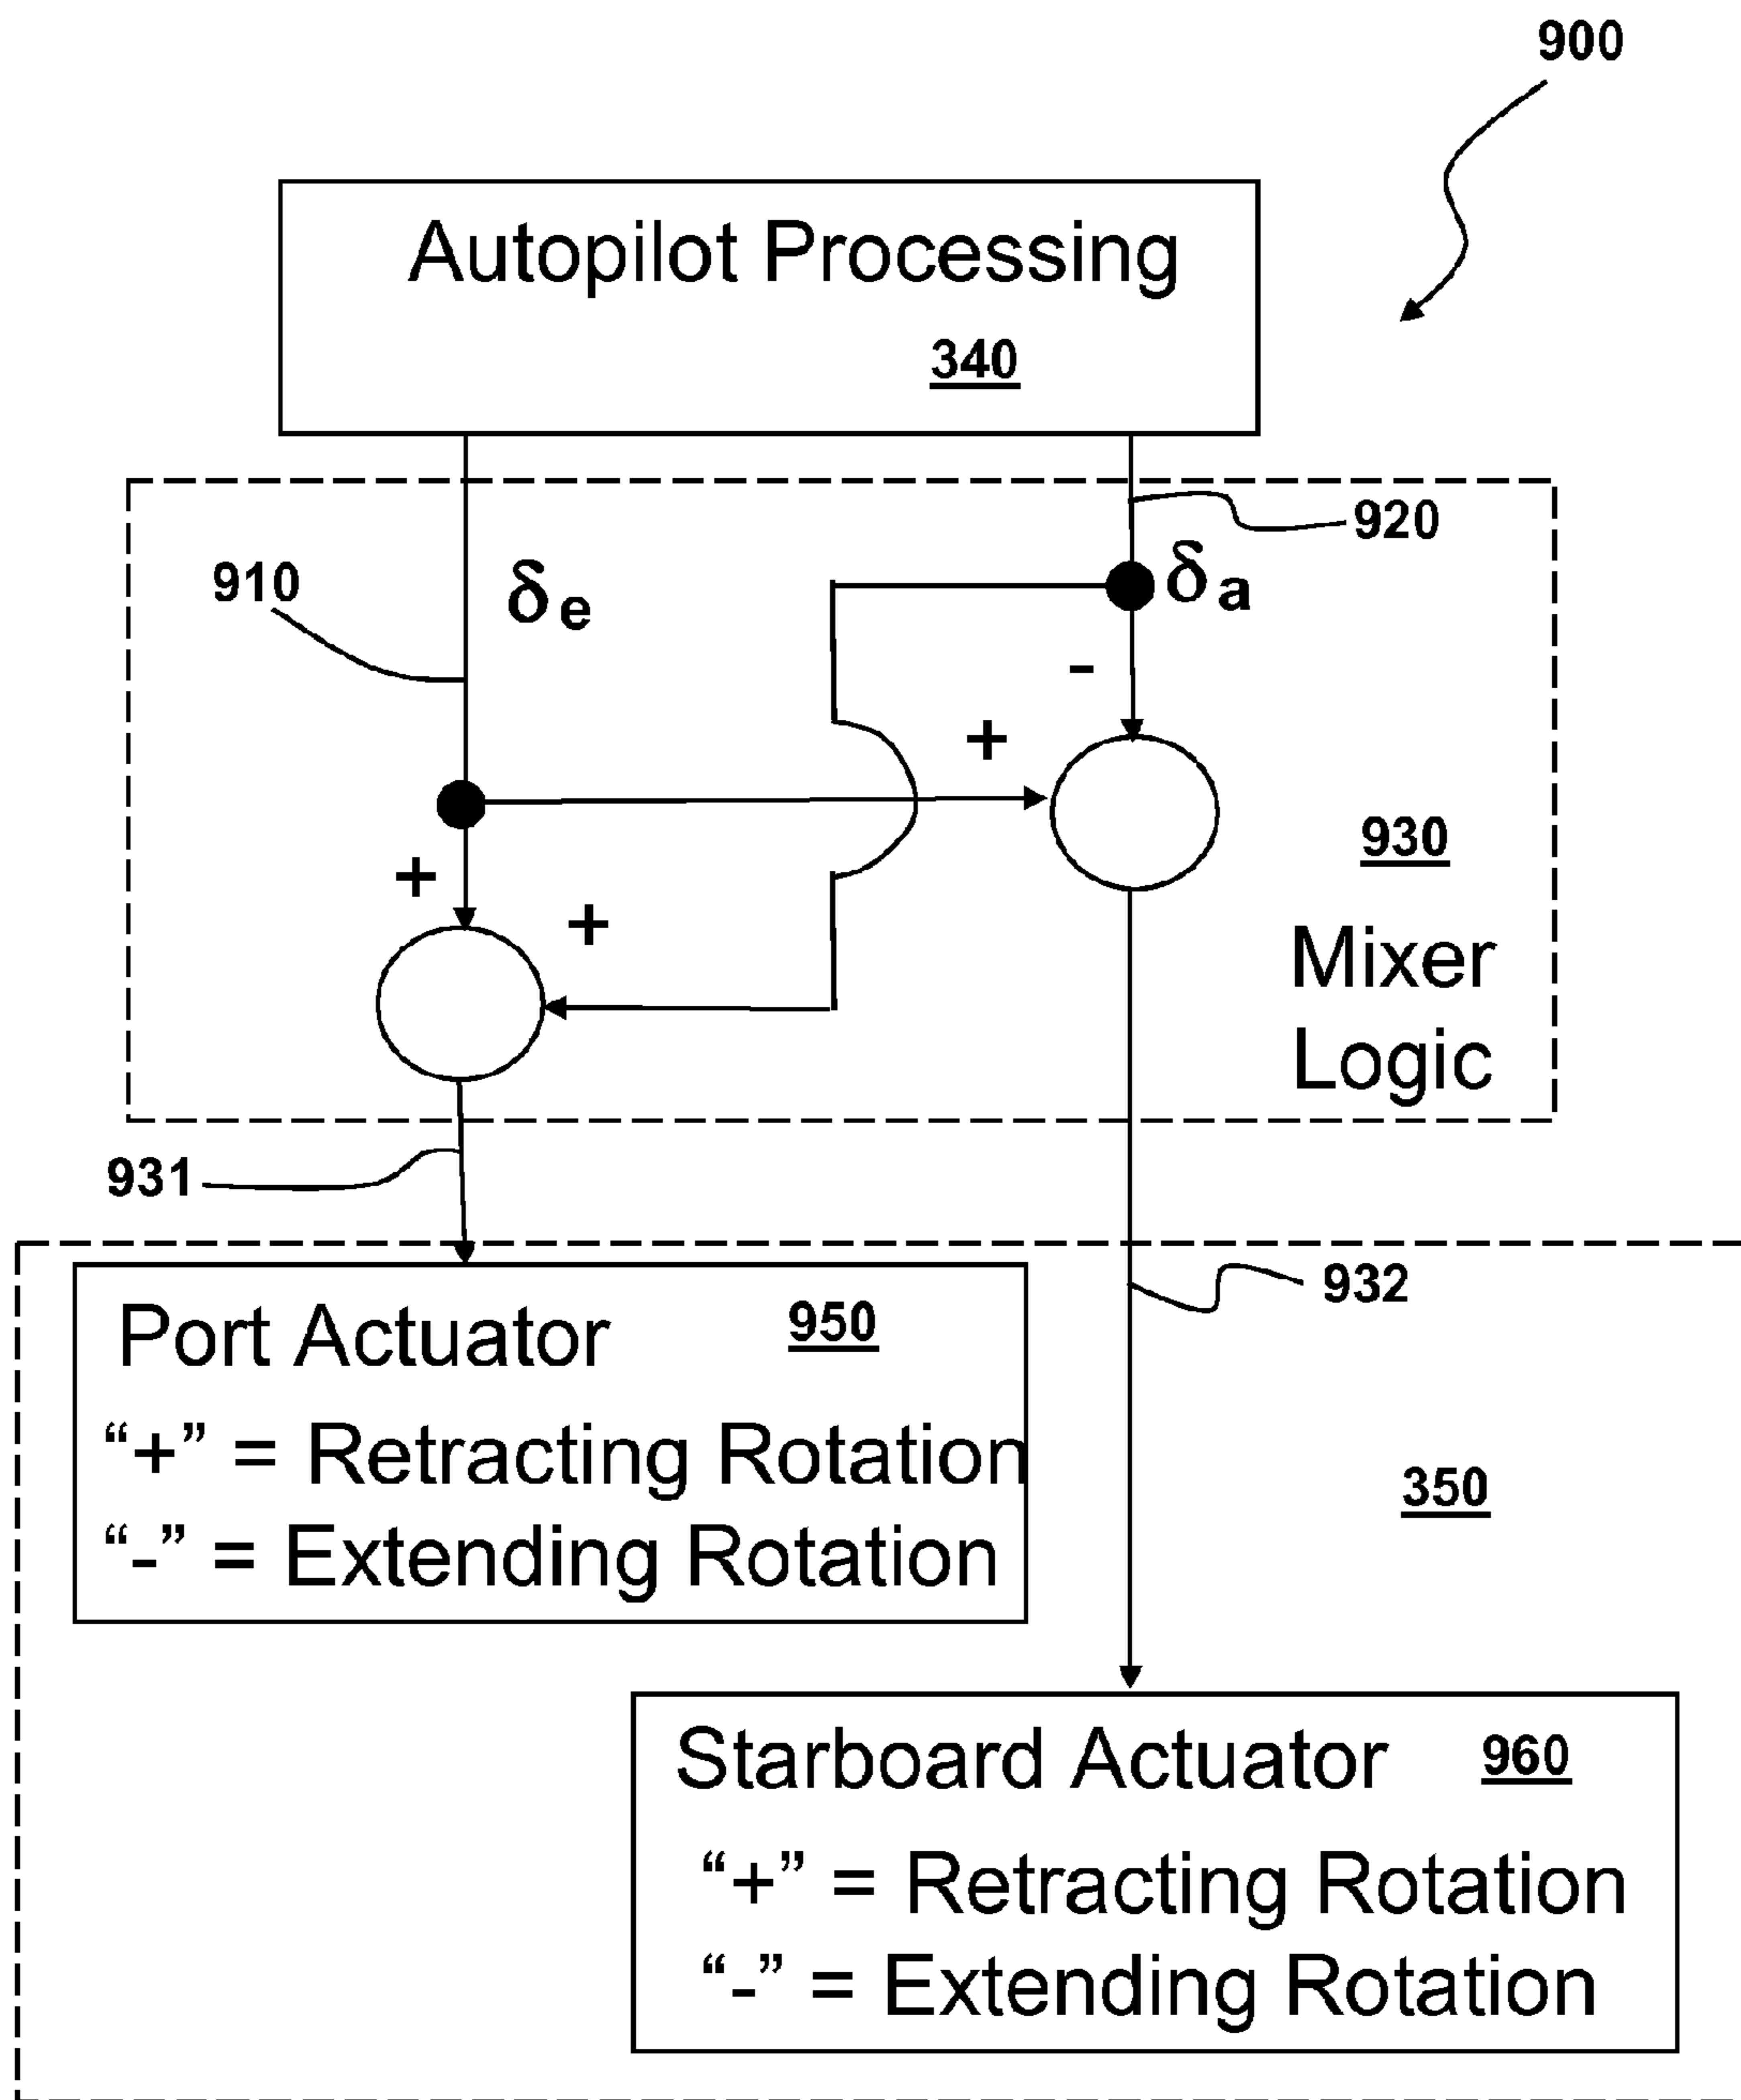 900
Autopilot Processing
340
920
910
δe
δa
-
+
930
+
+
Mixer
Logic
931
932
Port Actuator 950
“+” = Retracting Rotation
“-” = Extending Rotation
350
Starboard Actuator 960
“+” = Retracting Rotation
“-” = Extending Rotation